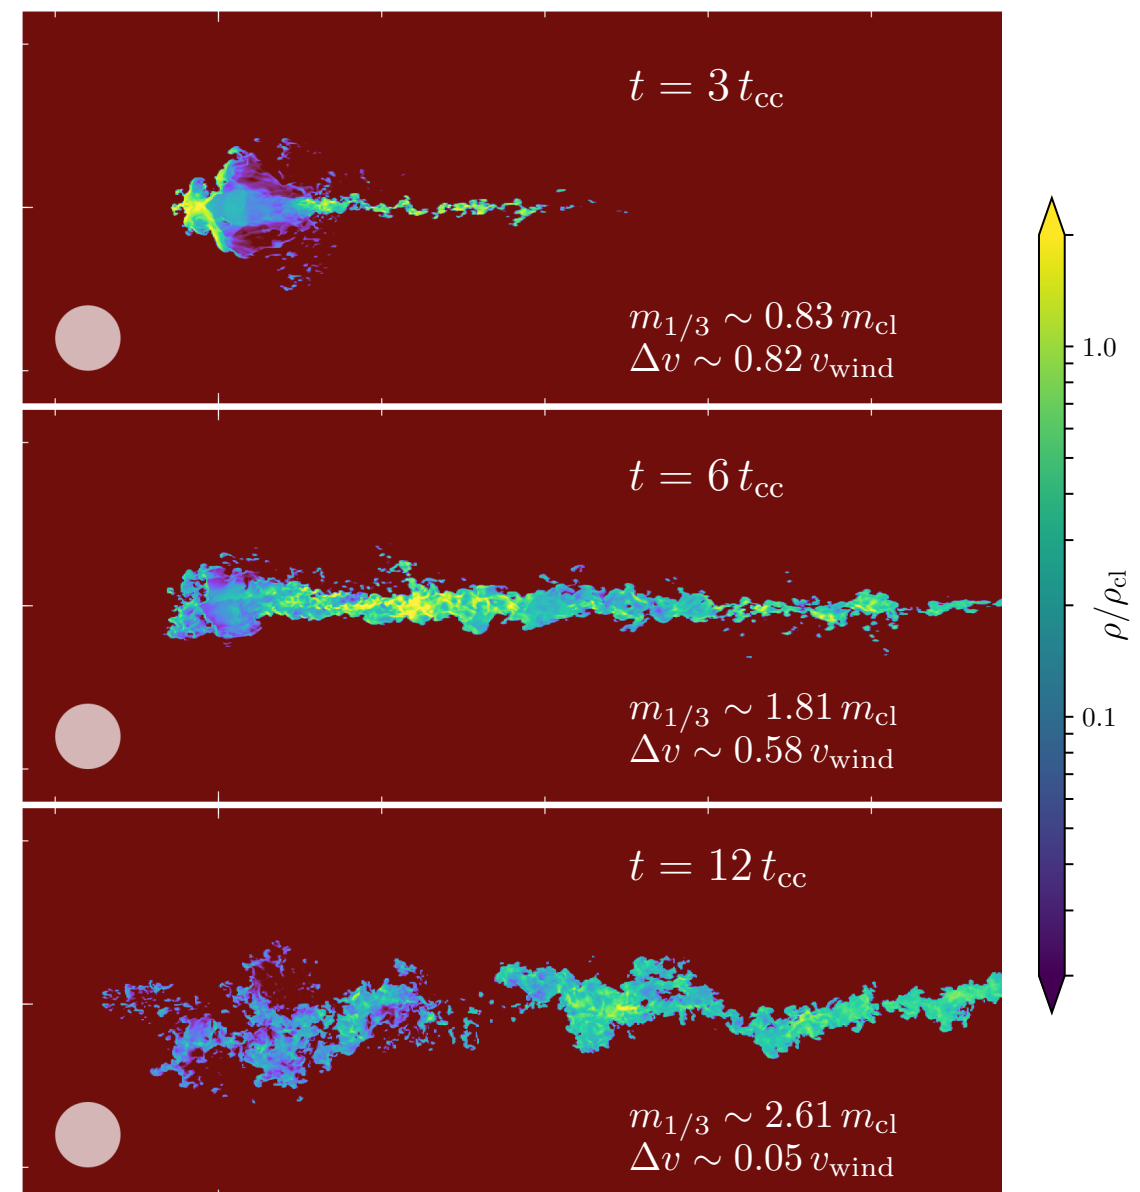 t = 3 t_cc
m_1/3 ∼ 0.83 m_cl
Δv ∼ 0.82 v_wind
t = 6 t_cc
m_1/3 ∼ 1.81 m_cl
Δv ∼ 0.58 v_wind
t = 12 t_cc
m_1/3 ∼ 2.61 m_cl
Δv ∼ 0.05 v_wind
1.0
0.1
ρ/ρ_cl